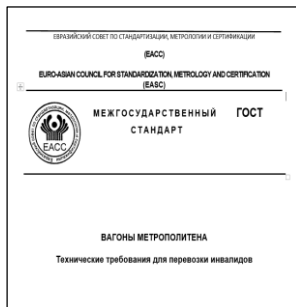 ЕВРАЗИЙСКИЙ СОВЕТ ПО СТАНДАРТИЗАЦИИ, МЕТРОЛОГИИ И СЕРТИФИКАЦИИ
(ЕАСС)
EURO-ASIAN COUNCIL FOR STANDARDIZATION, METROLOGY AND CERTIFICATION
(EASC)
МЕЖГОСУДАРСТВЕННЫЙ ГОСТ
СТАНДАРТ
ЕАСС
ВАГОНЫ МЕТРОПОЛИТЕНА
Технические требования для перевозки инвалидов